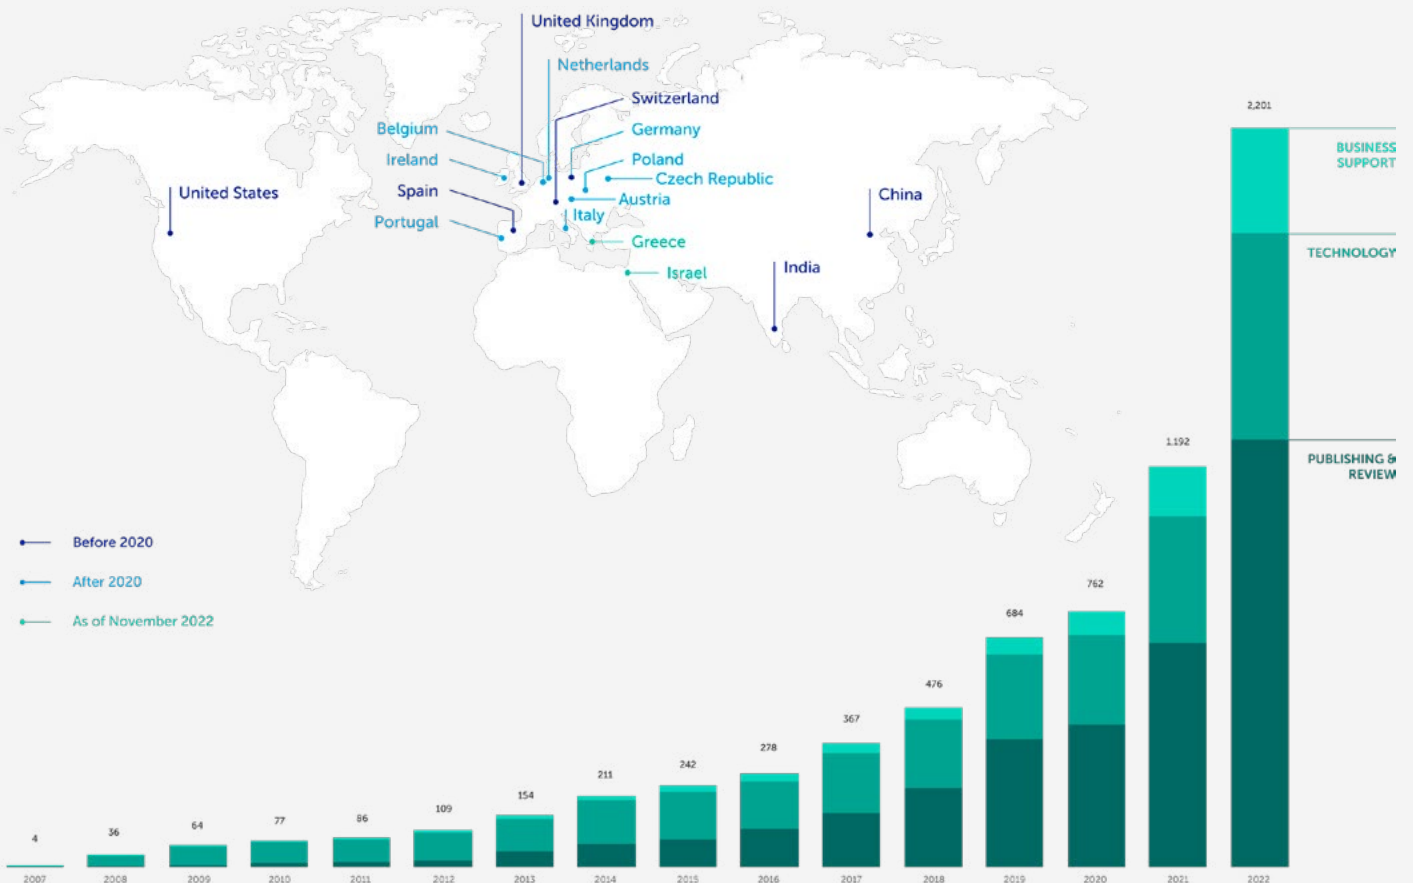 United Kingdom
Netherlands
Switzerland
Belgium
Germany
Ireland
Poland
Czech Republic
Spain
United States
Austria
China
Portugal
Italy
Greece
India
Israel
Before 2020
After 2020
As of November 2022
BUSINESS
SUPPORT
TECHNOLOGY
PUBLISHING &
REVIEW
4
36
64
77
86
109
154
211
242
278
367
476
684
762
1,192
2,201
2007
2008
2009
2010
2011
2012
2013
2014
2015
2016
2017
2018
2019
2020
2021
2022